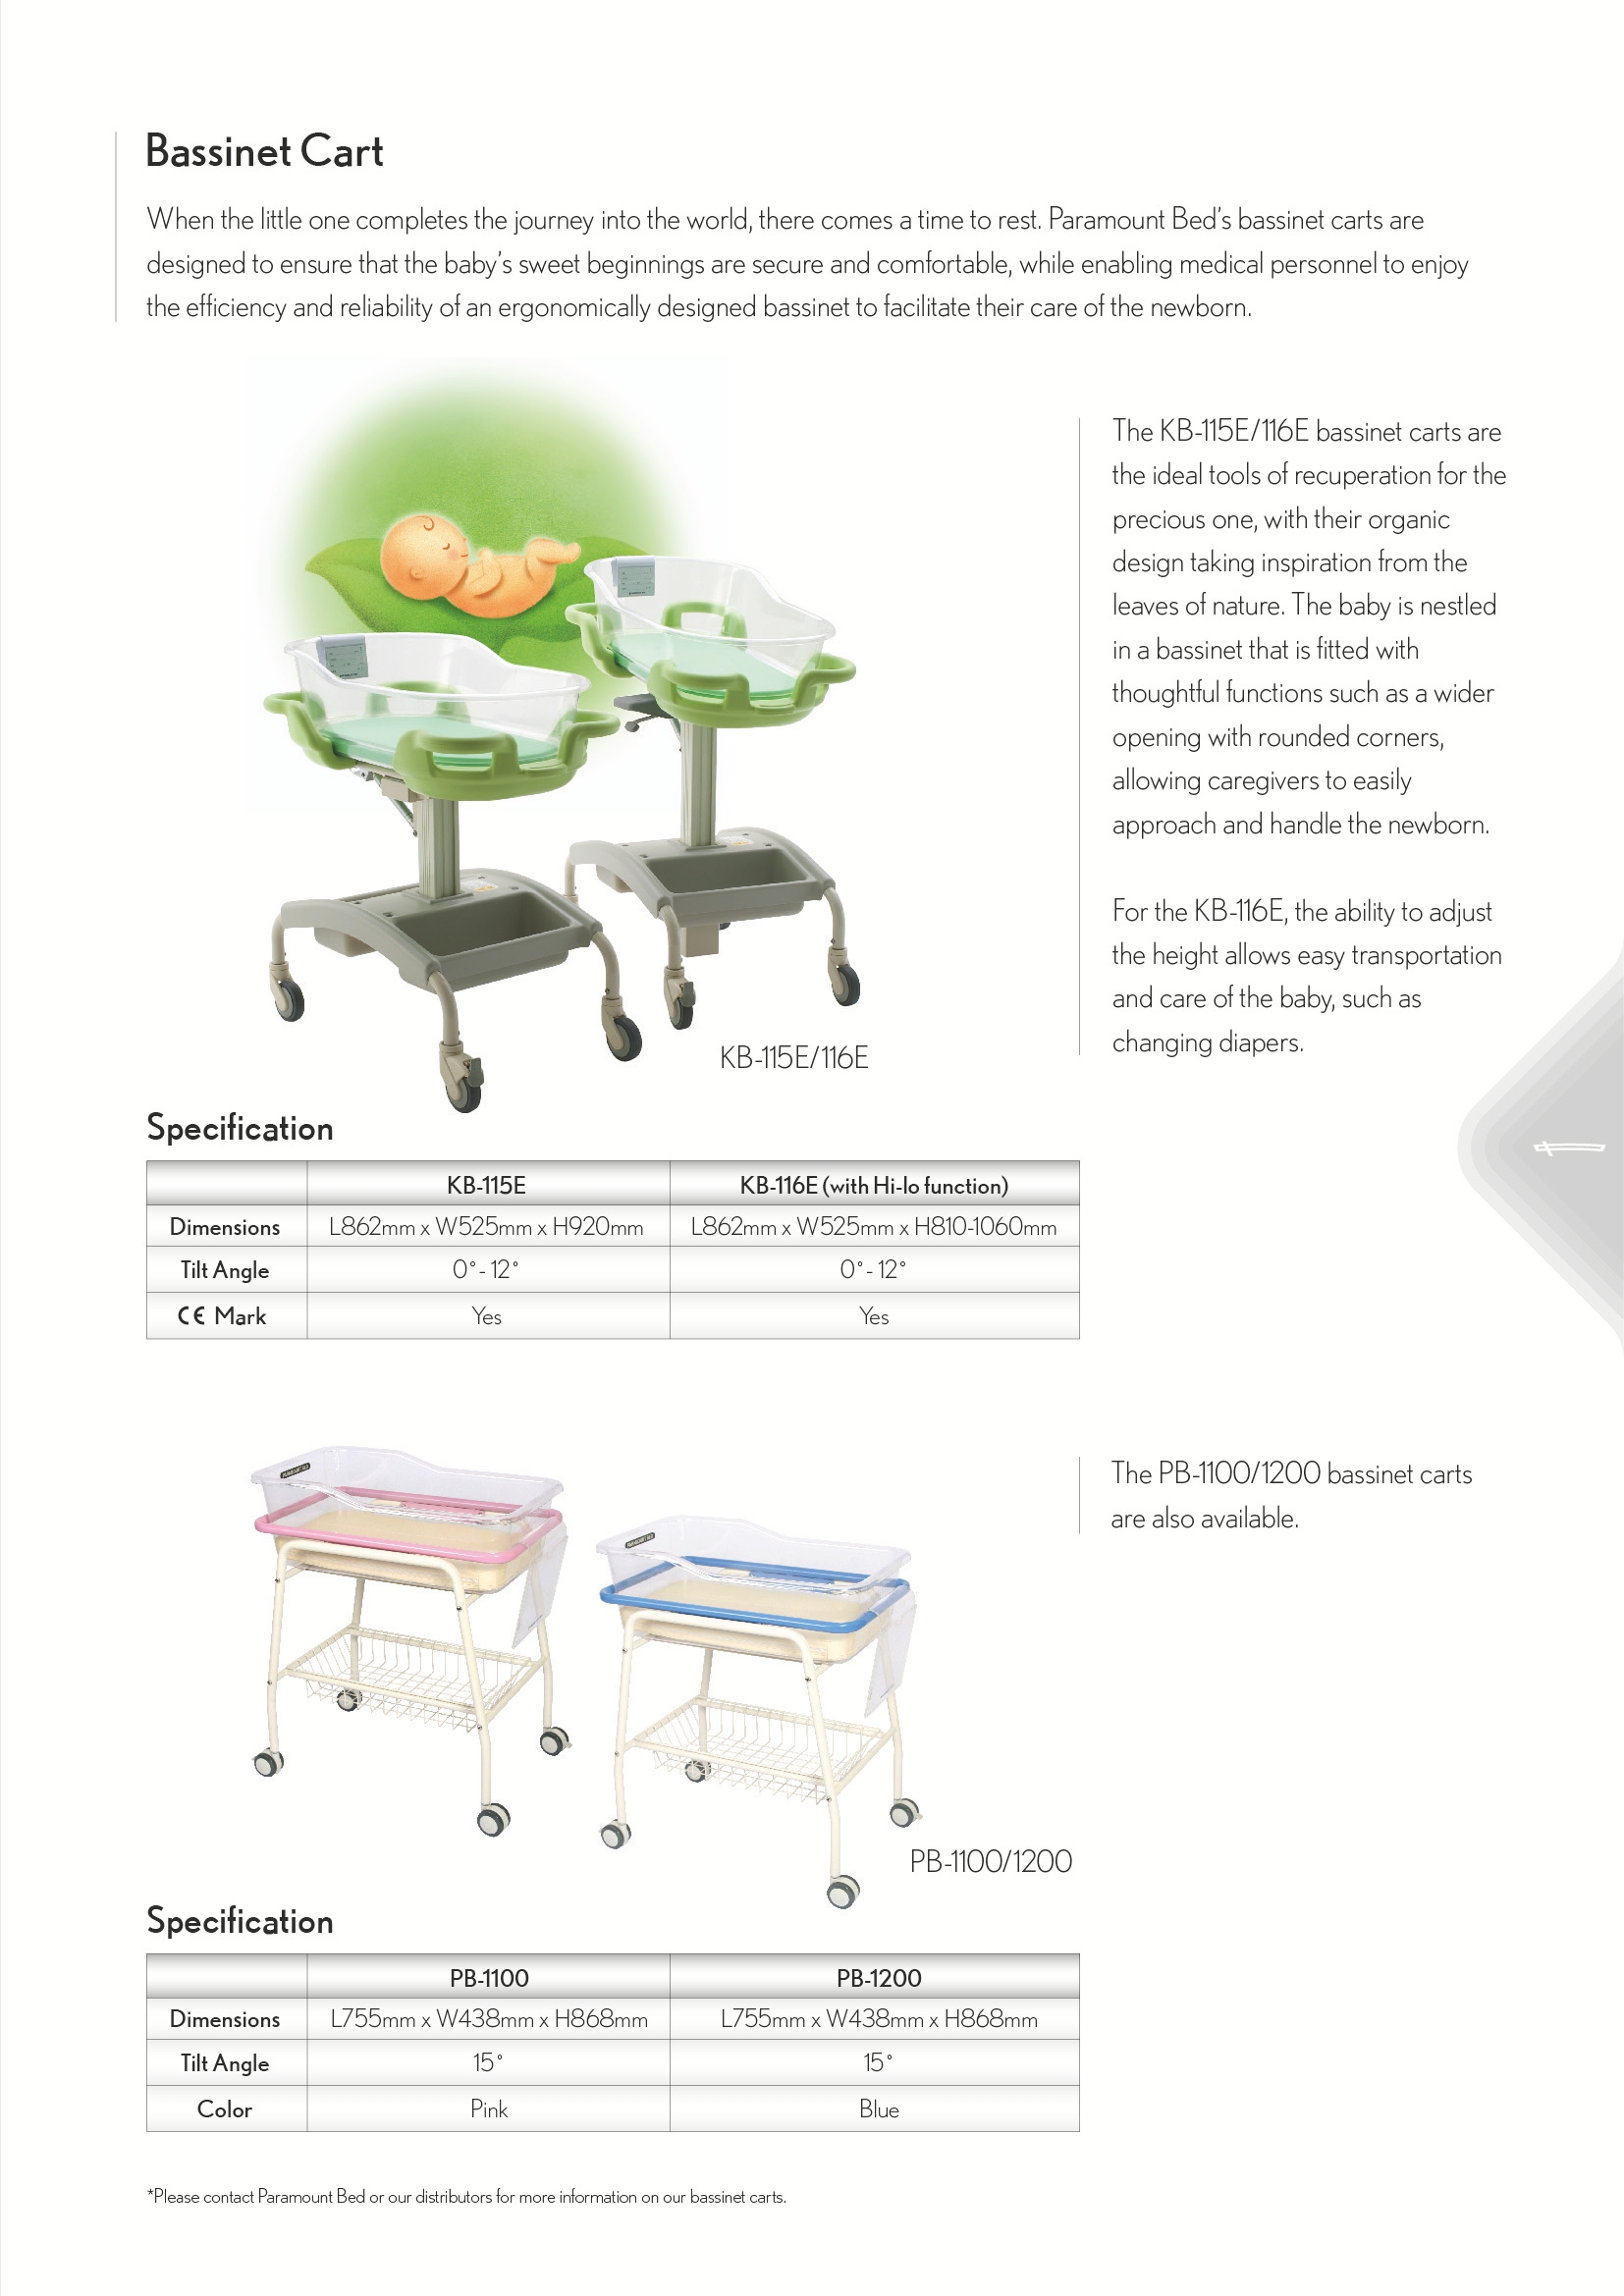 Bassinet Cart
When the little one completes the journey into the world, there comes a time to rest. Paramount Bed's bassinet carts are
designed to ensure that the baby's sweet beginnings are secure and comfortable, while enabling medical personnel to enjoy
the efficiency and reliability of an ergonomically designed bassinet to facilitate their care of the newborn.
The KB-115E/116E bassinet carts are
the ideal tools of recuperation for the
precious one, with their organic
design taking inspiration from the
leaves of nature. The baby is nestled
in a bassinet that is fitted with
thoughtful functions such as a wider
opening with rounded corners,
allowing caregivers to easily
approach and handle the newborn.
For the KB-116E, the ability to adjust
the height allows easy transportation
and care of the baby, such as
changing diapers.
KB-115E/116E
Specification
KB-115E KB-116E (with Hi-lo function)
Dimensions L862mm x W525mm x H920mm L862mm x W525mm x H810-1060mm
Tilt Angle 0°- 12° 0°- 12°
CE Mark Yes Yes
The PB-1100/1200 bassinet carts
are also available.
PB-1100/1200
Specification
PB-1100 PB-1200
Dimensions L755mm x W438mm x H868mm L755mm x W438mm x H868mm
Tilt Angle 15° 15°
Color Pink Blue
*Please contact Paramount Bed or our distributors for more information on our bassinet carts.